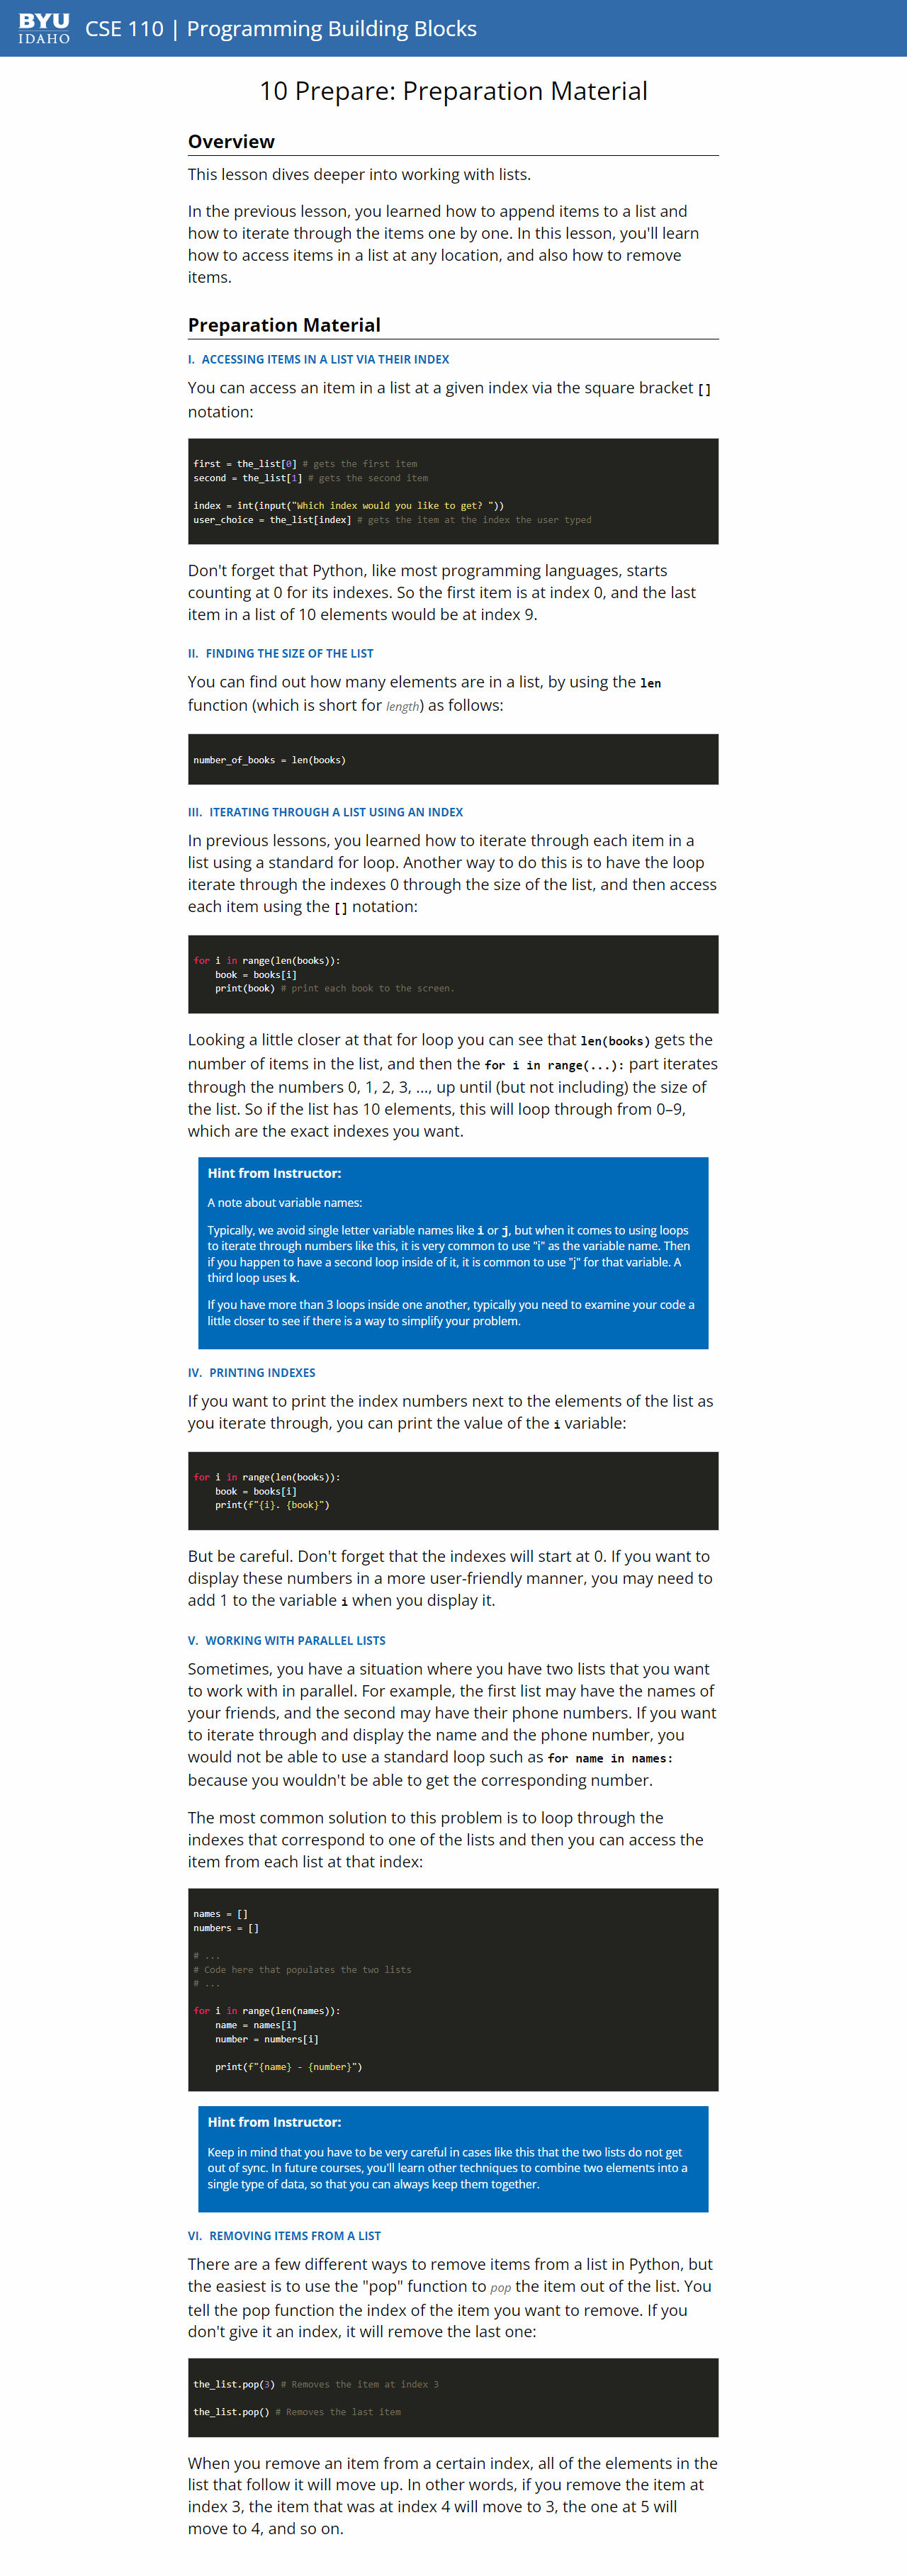 BYU
IDAHO
CSE 110 | Programming Building Blocks
10 Prepare: Preparation Material
Overview
This lesson dives deeper into working with lists.
In the previous lesson, you learned how to append items to a list and
how to iterate through the items one by one. In this lesson, you'll learn
how to access items in a list at any location, and also how to remove
items.
Preparation Material
I. ACCESSING ITEMS IN A LIST VIA THEIR INDEX
You can access an item in a list at a given index via the square bracket []
notation:
first = the_list[0] # gets the first item
second = the_list[1] # gets the second item
index = int(input("Which index would you like to get? "))
user_choice = the_list[index] # gets the item at the index the user typed
Don't forget that Python, like most programming languages, starts
counting at 0 for its indexes. So the first item is at index 0, and the last
item in a list of 10 elements would be at index 9.
II. FINDING THE SIZE OF THE LIST
You can find out how many elements are in a list, by using the len
function (which is short for length) as follows:
number_of_books = len(books)
III. ITERATING THROUGH A LIST USING AN INDEX
In previous lessons, you learned how to iterate through each item in a
list using a standard for loop. Another way to do this is to have the loop
iterate through the indexes 0 through the size of the list, and then access
each item using the [] notation:
for i in range(len(books)):
    book = books[i]
    print(book) # print each book to the screen.
Looking a little closer at that for loop you can see that len(books) gets the
number of items in the list, and then the for i in range(...): part iterates
through the numbers 0, 1, 2, 3, ..., up until (but not including) the size of
the list. So if the list has 10 elements, this will loop through from 0–9,
which are the exact indexes you want.
Hint from Instructor:
A note about variable names:
Typically, we avoid single letter variable names like i or j, but when it comes to using loops
to iterate through numbers like this, it is very common to use "i" as the variable name. Then
if you happen to have a second loop inside of it, it is common to use "j" for that variable. A
third loop uses k.
If you have more than 3 loops inside one another, typically you need to examine your code a
little closer to see if there is a way to simplify your problem.
IV. PRINTING INDEXES
If you want to print the index numbers next to the elements of the list as
you iterate through, you can print the value of the i variable:
for i in range(len(books)):
    book = books[i]
    print(f"{i}. {book}")
But be careful. Don't forget that the indexes will start at 0. If you want to
display these numbers in a more user-friendly manner, you may need to
add 1 to the variable i when you display it.
V. WORKING WITH PARALLEL LISTS
Sometimes, you have a situation where you have two lists that you want
to work with in parallel. For example, the first list may have the names of
your friends, and the second may have their phone numbers. If you want
to iterate through and display the name and the phone number, you
would not be able to use a standard loop such as for name in names:
because you wouldn't be able to get the corresponding number.
The most common solution to this problem is to loop through the
indexes that correspond to one of the lists and then you can access the
item from each list at that index:
names = []
numbers = []
# ...
# Code here that populates the two lists
# ...
for i in range(len(names)):
    name = names[i]
    number = numbers[i]
    print(f"{name} - {number}")
Hint from Instructor:
Keep in mind that you have to be very careful in cases like this that the two lists do not get
out of sync. In future courses, you'll learn other techniques to combine two elements into a
single type of data, so that you can always keep them together.
VI. REMOVING ITEMS FROM A LIST
There are a few different ways to remove items from a list in Python, but
the easiest is to use the "pop" function to pop the item out of the list. You
tell the pop function the index of the item you want to remove. If you
don't give it an index, it will remove the last one:
the_list.pop(3) # Removes the item at index 3
the_list.pop() # Removes the last item
When you remove an item from a certain index, all of the elements in the
list that follow it will move up. In other words, if you remove the item at
index 3, the item that was at index 4 will move to 3, the one at 5 will
move to 4, and so on.